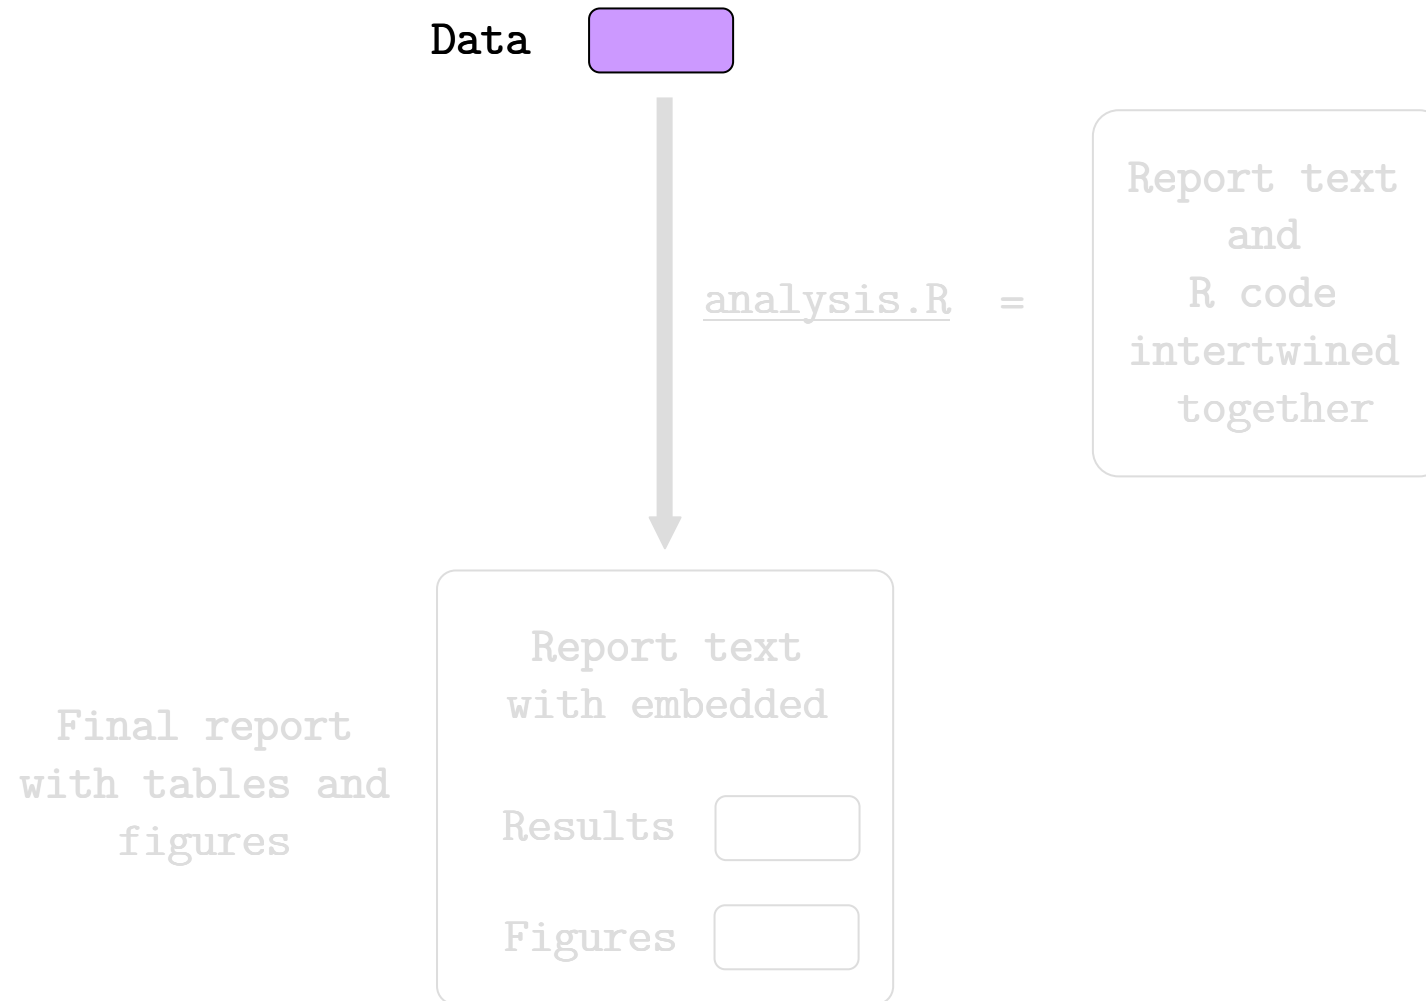 Data
analysis.R =
Report text
and
R code
intertwined
together
Report text
with embedded
Results
Figures
Final report
with tables and
figures